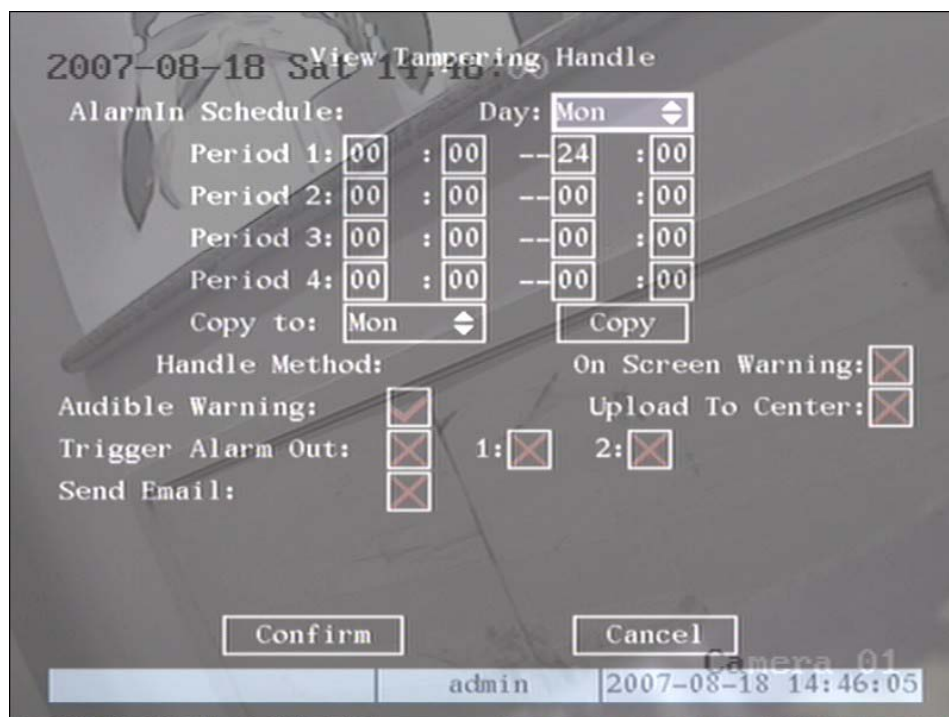 View Tampering Handle
2007-08-18 Sat 14:46:00
AlarmIn Schedule: Day: Mon
Period 1: 00 : 00 --24 : 00
Period 2: 00 : 00 --00 : 00
Period 3: 00 : 00 --00 : 00
Period 4: 00 : 00 --00 : 00
Copy to: Mon Copy
Handle Method: On Screen Warning:
Audible Warning: Upload To Center:
Trigger Alarm Out: 1: 2:
Send Email:
Confirm Cancel
Camera 01
admin 2007-08-18 14:46:05